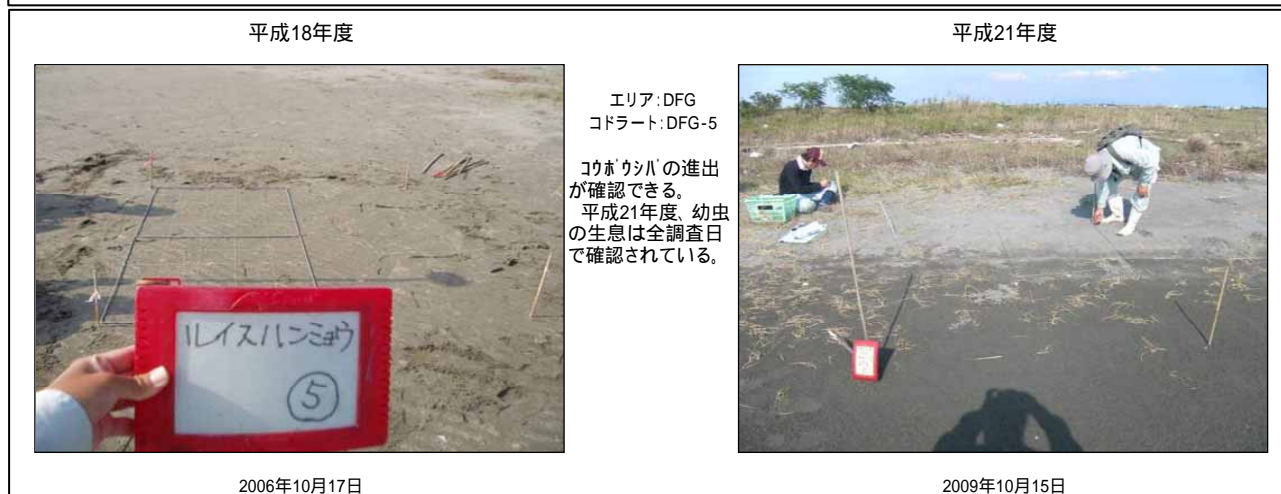 平成18年度
平成21年度
エリア:DFG
コドラート:DFG-5
ｺｳﾎﾞｳｼﾊﾞの進出
が確認できる。
平成21年度、幼虫
の生息は全調査日
で確認されている。
ルイスハンミョウ
⑤
2006年10月17日
2009年10月15日